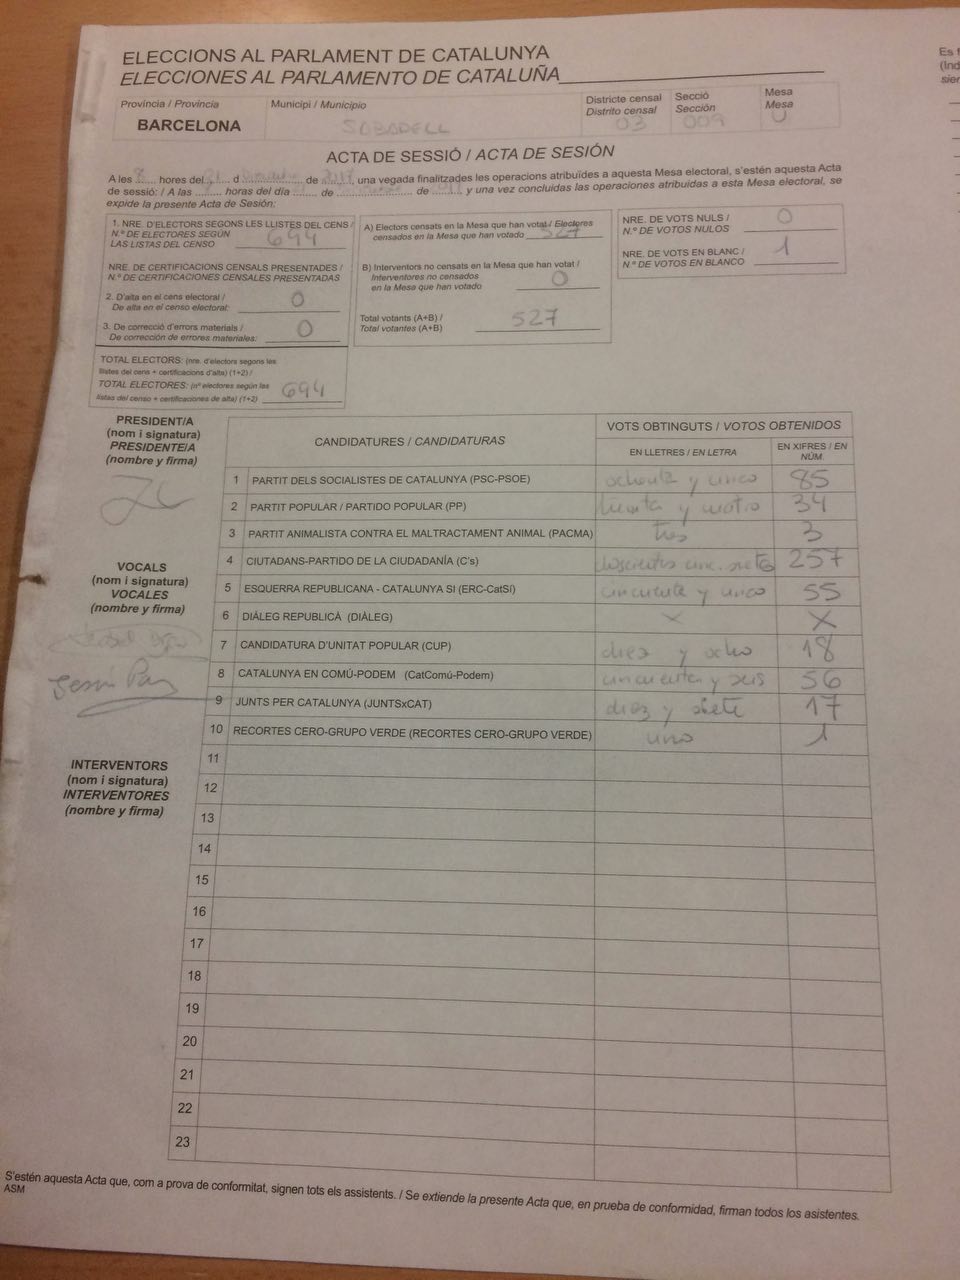 ELECCIONS AL PARLAMENT DE CATALUNYA
ELECCIONES AL PARLAMENTO DE CATALUÑA
Província / Provincia
Municipi / Municipio
Districte censal
Distrito censal
Secció
Sección
Mesa
Mesa
BARCELONA
SABADELL
03
009
U
ACTA DE SESSIÓ / ACTA DE SESIÓN
A les ....... hores del ....... d ....... de ......., una vegada finalitzades les operacions atribuïdes a aquesta Mesa electoral, s'estén aquesta Acta
de sessió: / A las ....... horas del día ....... de ....... de ....... y una vez concluidas las operaciones atribuidas a esta Mesa electoral, se
expide la presente Acta de Sesión:
1. NRE. D'ELECTORS SEGONS LES LLISTES DEL CENS /
N.º DE ELECTORES SEGÚN
LAS LISTAS DEL CENSO 694
NRE. DE CERTIFICACIONS CENSALS PRESENTADES /
N.º DE CERTIFICACIONES CENSALES PRESENTADAS
2. D'alta en el cens electoral /
De alta en el censo electoral: 0
3. De correcció d'errors materials /
De corrección de errores materiales: 0
TOTAL ELECTORS: (nre. d'electors segons les
llistes del cens + certificacions d'alta) (1+2) /
TOTAL ELECTORES: (nº electores según las
listas del censo + certificaciones de alta) (1+2) 694
A) Electors censats en la Mesa que han votat / Electores
censados en la Mesa que han votado 527
B) Interventors no censats en la Mesa que han votat /
Interventores no censados
en la Mesa que han votado 0
Total votants (A+B) /
Total votantes (A+B) 527
NRE. DE VOTS NULS /
N.º DE VOTOS NULOS 0
NRE. DE VOTS EN BLANC /
N.º DE VOTOS EN BLANCO 1
PRESIDENT/A
(nom i signatura)
PRESIDENTE/A
(nombre y firma)
VOCALS
(nom i signatura)
VOCALES
(nombre y firma)
INTERVENTORS
(nom i signatura)
INTERVENTORES
(nombre y firma)
CANDIDATURES / CANDIDATURAS
VOTS OBTINGUTS / VOTOS OBTENIDOS
EN LLETRES / EN LETRA
EN XIFRES / EN NÚM.
1 PARTIT DELS SOCIALISTES DE CATALUNYA (PSC-PSOE) ochenta y cinco 85
2 PARTIT POPULAR / PARTIDO POPULAR (PP) treinta y cuatro 34
3 PARTIT ANIMALISTA CONTRA EL MALTRACTAMENT ANIMAL (PACMA) tres 3
4 CIUTADANS-PARTIDO DE LA CIUDADANÍA (C's) doscientos cinc. siete 257
5 ESQUERRA REPUBLICANA - CATALUNYA SI (ERC-CatSí) cincuenta y cinco 55
6 DIÀLEG REPUBLICÀ (DIÀLEG) X X
7 CANDIDATURA D'UNITAT POPULAR (CUP) diez y ocho 18
8 CATALUNYA EN COMÚ-PODEM (CatComú-Podem) cincuenta y seis 56
9 JUNTS PER CATALUNYA (JUNTSxCAT) diez y siete 17
10 RECORTES CERO-GRUPO VERDE (RECORTES CERO-GRUPO VERDE) uno 1
11
12
13
14
15
16
17
18
19
20
21
22
23
S'estén aquesta Acta que, com a prova de conformitat, signen tots els assistents. / Se extiende la presente Acta que, en prueba de conformidad, firman todos los asistentes.
ASM